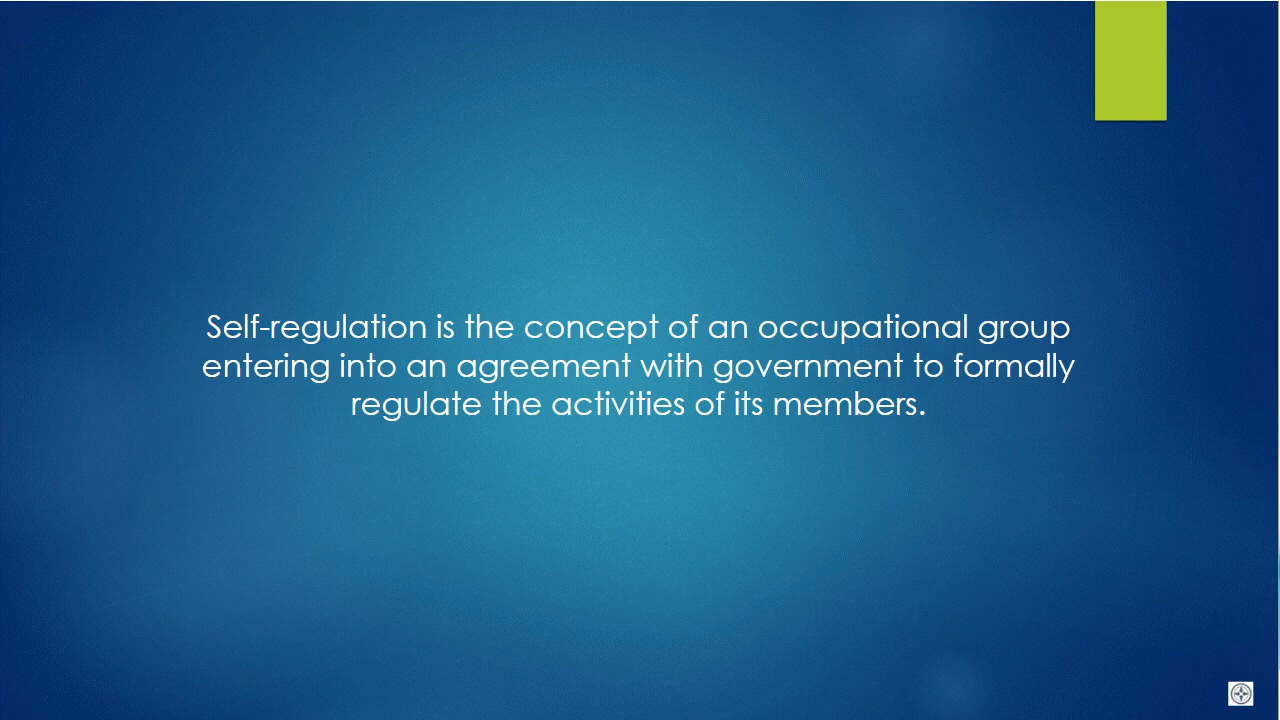 Self-regulation is the concept of an occupational group
entering into an agreement with government to formally
regulate the activities of its members.